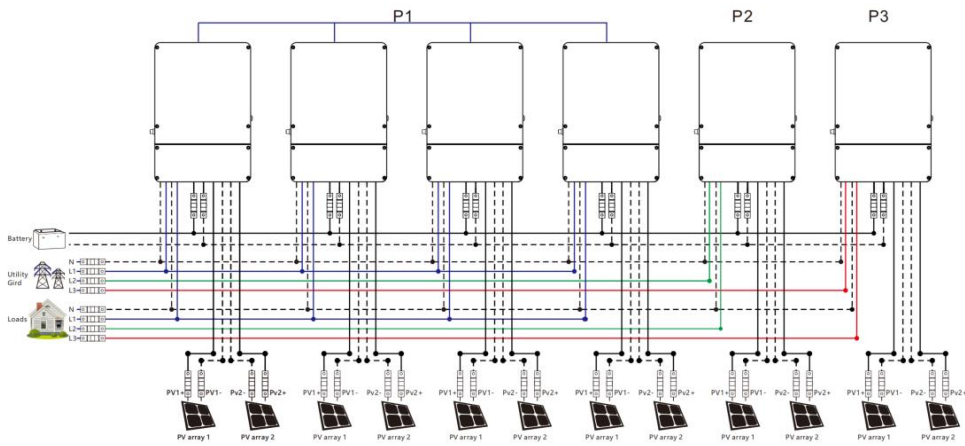 P1 P2 P3
Battery
Utility
Gird
N
L1
L2
L3
Loads
N
L1
L2
L3
PV1+ PV1- Pv2- Pv2+ PV1+ PV1- Pv2- Pv2+ PV1+ PV1- Pv2- Pv2+ PV1+ PV1- Pv2- Pv2+ PV1+ PV1- Pv2- Pv2+ PV1+ PV1- Pv2- Pv2+
PV array 1 PV array 2 PV array 1 PV array 2 PV array 1 PV array 2 PV array 1 PV array 2 PV array 1 PV array 2 PV array 1 PV array 2